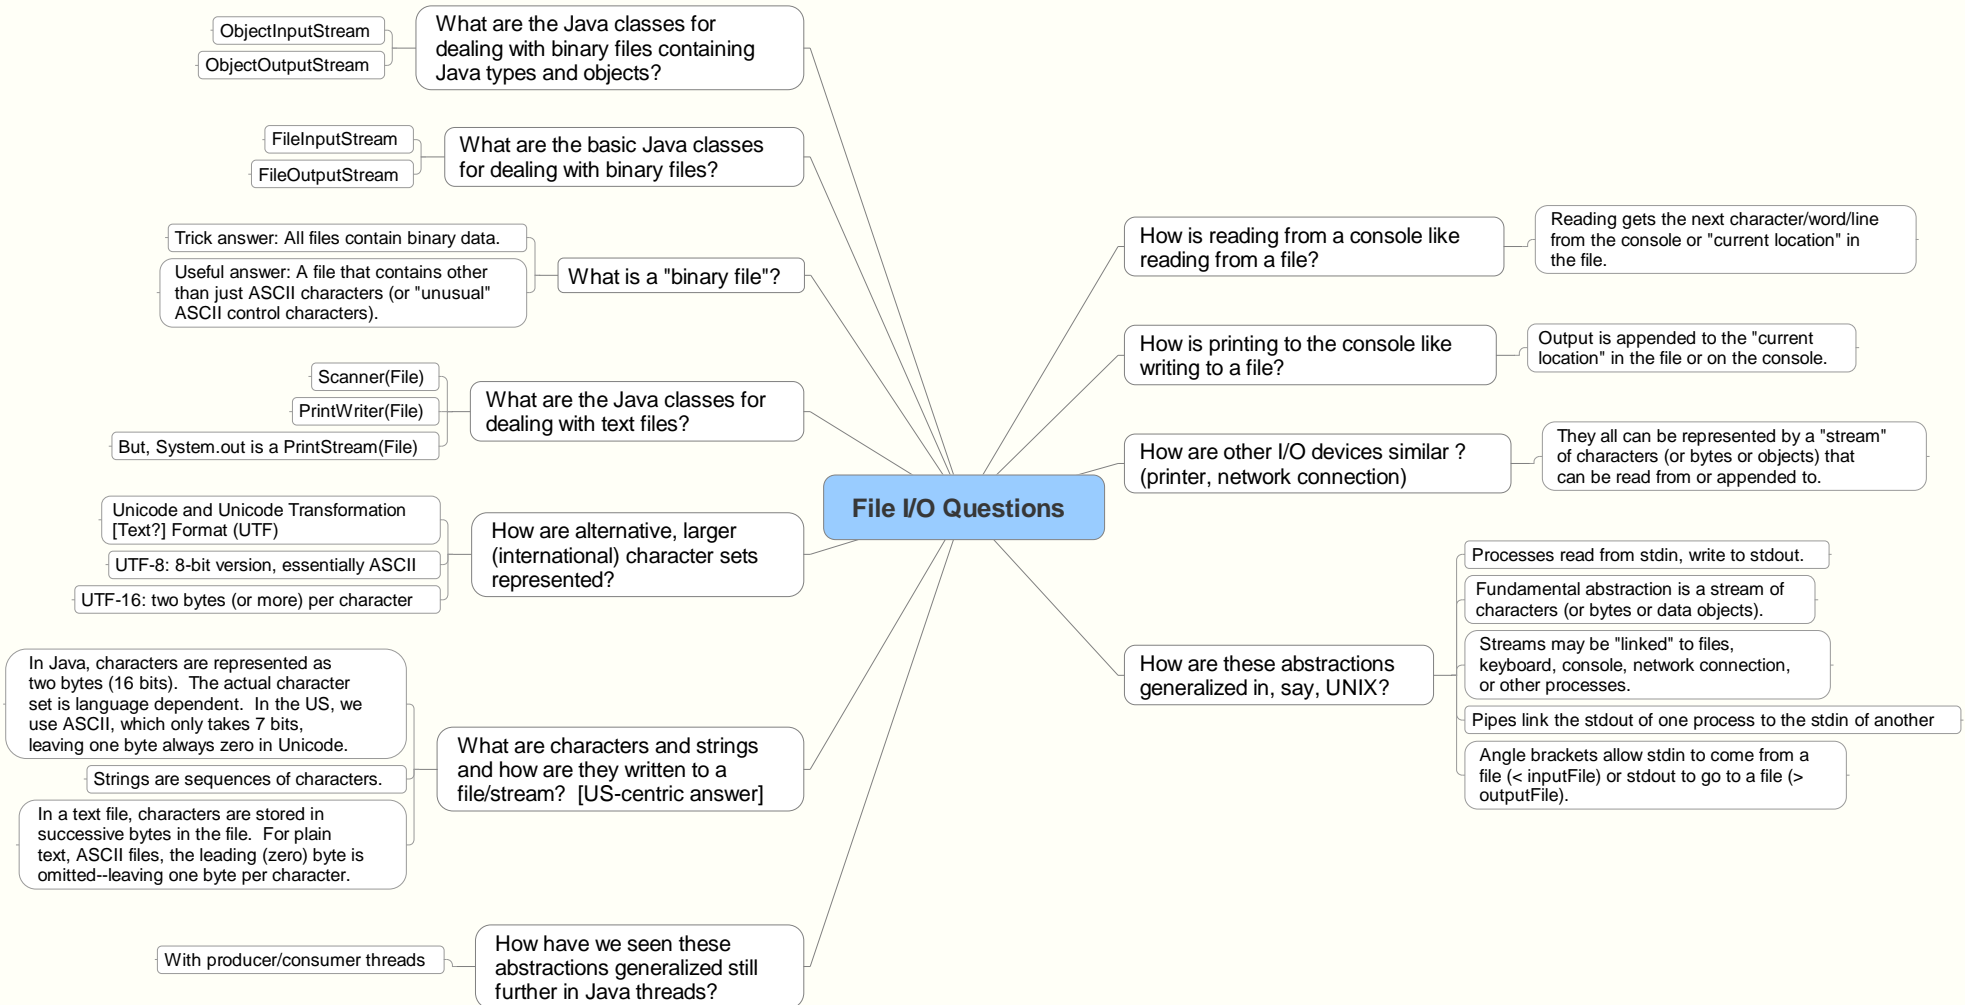 File I/O Questions
How is reading from a console like
reading from a file?
Reading gets the next character/word/line
from the console or "current location" in
the file.
How is printing to the console like
writing to a file?
Output is appended to the "current
location" in the file or on the console.
How are other I/O devices similar ?
(printer, network connection)
They all can be represented by a "stream"
of characters (or bytes or objects) that
can be read from or appended to.
How are these abstractions
generalized in, say, UNIX?
Processes read from stdin, write to stdout.
Fundamental abstraction is a stream of
characters (or bytes or data objects).
Streams may be "linked" to files,
keyboard, console, network connection,
or other processes.
Pipes link the stdout of one process to the stdin of another
Angle brackets allow stdin to come from a
file (< inputFile) or stdout to go to a file (>
outputFile).
What are the Java classes for
dealing with binary files containing
Java types and objects?
ObjectInputStream
ObjectOutputStream
What are the basic Java classes
for dealing with binary files?
FileInputStream
FileOutputStream
What is a "binary file"?
Trick answer: All files contain binary data.
Useful answer: A file that contains other
than just ASCII characters (or "unusual"
ASCII control characters).
What are the Java classes for
dealing with text files?
Scanner(File)
PrintWriter(File)
But, System.out is a PrintStream(File)
How are alternative, larger
(international) character sets
represented?
Unicode and Unicode Transformation
[Text?] Format (UTF)
UTF-8: 8-bit version, essentially ASCII
UTF-16: two bytes (or more) per character
What are characters and strings
and how are they written to a
file/stream?  [US-centric answer]
In Java, characters are represented as
two bytes (16 bits).  The actual character
set is language dependent.  In the US, we
use ASCII, which only takes 7 bits,
leaving one byte always zero in Unicode.
Strings are sequences of characters.
In a text file, characters are stored in
successive bytes in the file.  For plain
text, ASCII files, the leading (zero) byte is
omitted--leaving one byte per character.
How have we seen these
abstractions generalized still
further in Java threads?
With producer/consumer threads